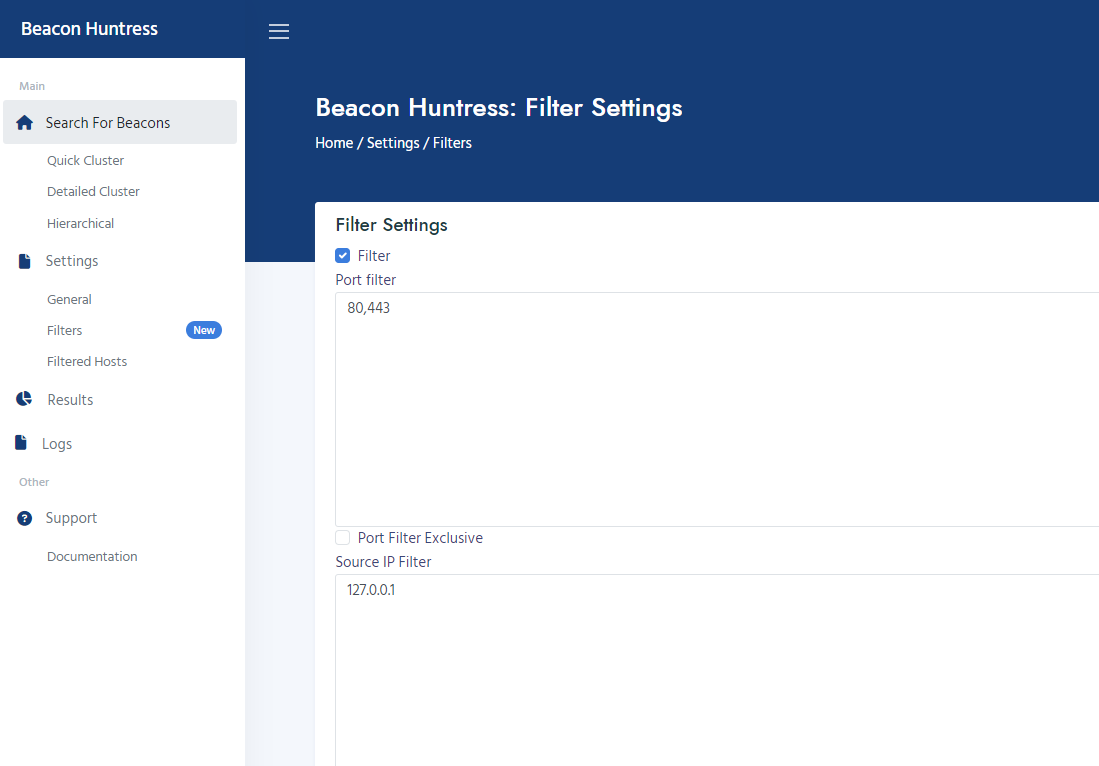 Beacon Huntress
Main
Search For Beacons
Quick Cluster
Detailed Cluster
Hierarchical
Settings
General
Filters New
Filtered Hosts
Results
Logs
Other
Support
Documentation
Beacon Huntress: Filter Settings
Home / Settings / Filters
Filter Settings
Filter
Port filter
80,443
Port Filter Exclusive
Source IP Filter
127.0.0.1